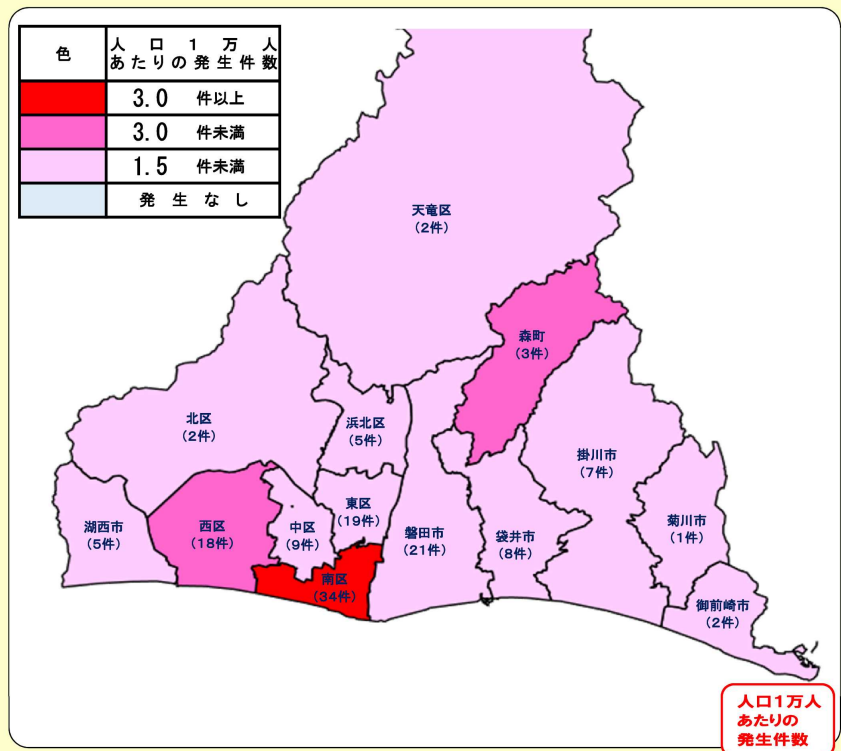 色
人口1万人
あたりの発生件数
3.0 件以上
3.0 件未満
1.5 件未満
発生なし
天竜区
(2件)
森町
(3件)
北区
(2件)
浜北区
(5件)
掛川市
(7件)
湖西市
(5件)
西区
(18件)
中区
(9件)
東区
(19件)
磐田市
(21件)
袋井市
(8件)
菊川市
(1件)
南区
(34件)
御前崎市
(2件)
人口1万人
あたりの
発生件数